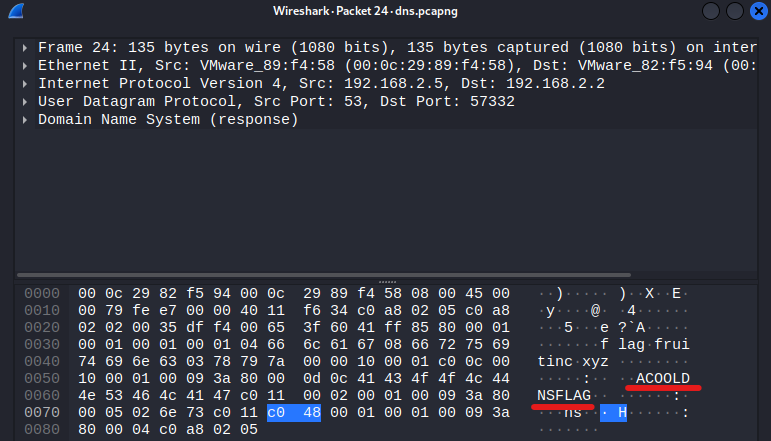 Wireshark · Packet 24 · dns.pcapng
Frame 24: 135 bytes on wire (1080 bits), 135 bytes captured (1080 bits) on inter
Ethernet II, Src: VMware_89:f4:58 (00:0c:29:89:f4:58), Dst: VMware_82:f5:94 (00:
Internet Protocol Version 4, Src: 192.168.2.5, Dst: 192.168.2.2
User Datagram Protocol, Src Port: 53, Dst Port: 57332
Domain Name System (response)
0000 00 0c 29 82 f5 94 00 0c 29 89 f4 58 08 00 45 00 ··)····· )··X··E·
0010 00 79 fe e7 00 00 40 11 f6 34 c0 a8 02 05 c0 a8 ·y····@· ·4······
0020 02 02 00 35 df f4 00 65 3f 60 41 ff 85 80 00 01 ···5···e ?`A·····
0030 00 01 00 01 00 01 04 66 6c 61 67 08 66 72 75 69 ·······f lag·frui
0040 74 69 6e 63 03 78 79 7a 00 00 10 00 01 c0 0c 00 tinc·xyz ········
0050 10 00 01 00 09 3a 80 00 0d 0c 41 43 4f 4f 4c 44 ·····:·· ··ACOOLD
0060 4e 53 46 4c 41 47 c0 11 00 02 00 01 00 09 3a 80 NSFLAG·· ······:·
0070 00 05 02 6e 73 c0 11 c0 48 00 01 00 01 00 09 3a ···ns··· H······:
0080 80 00 04 c0 a8 02 05 ·······